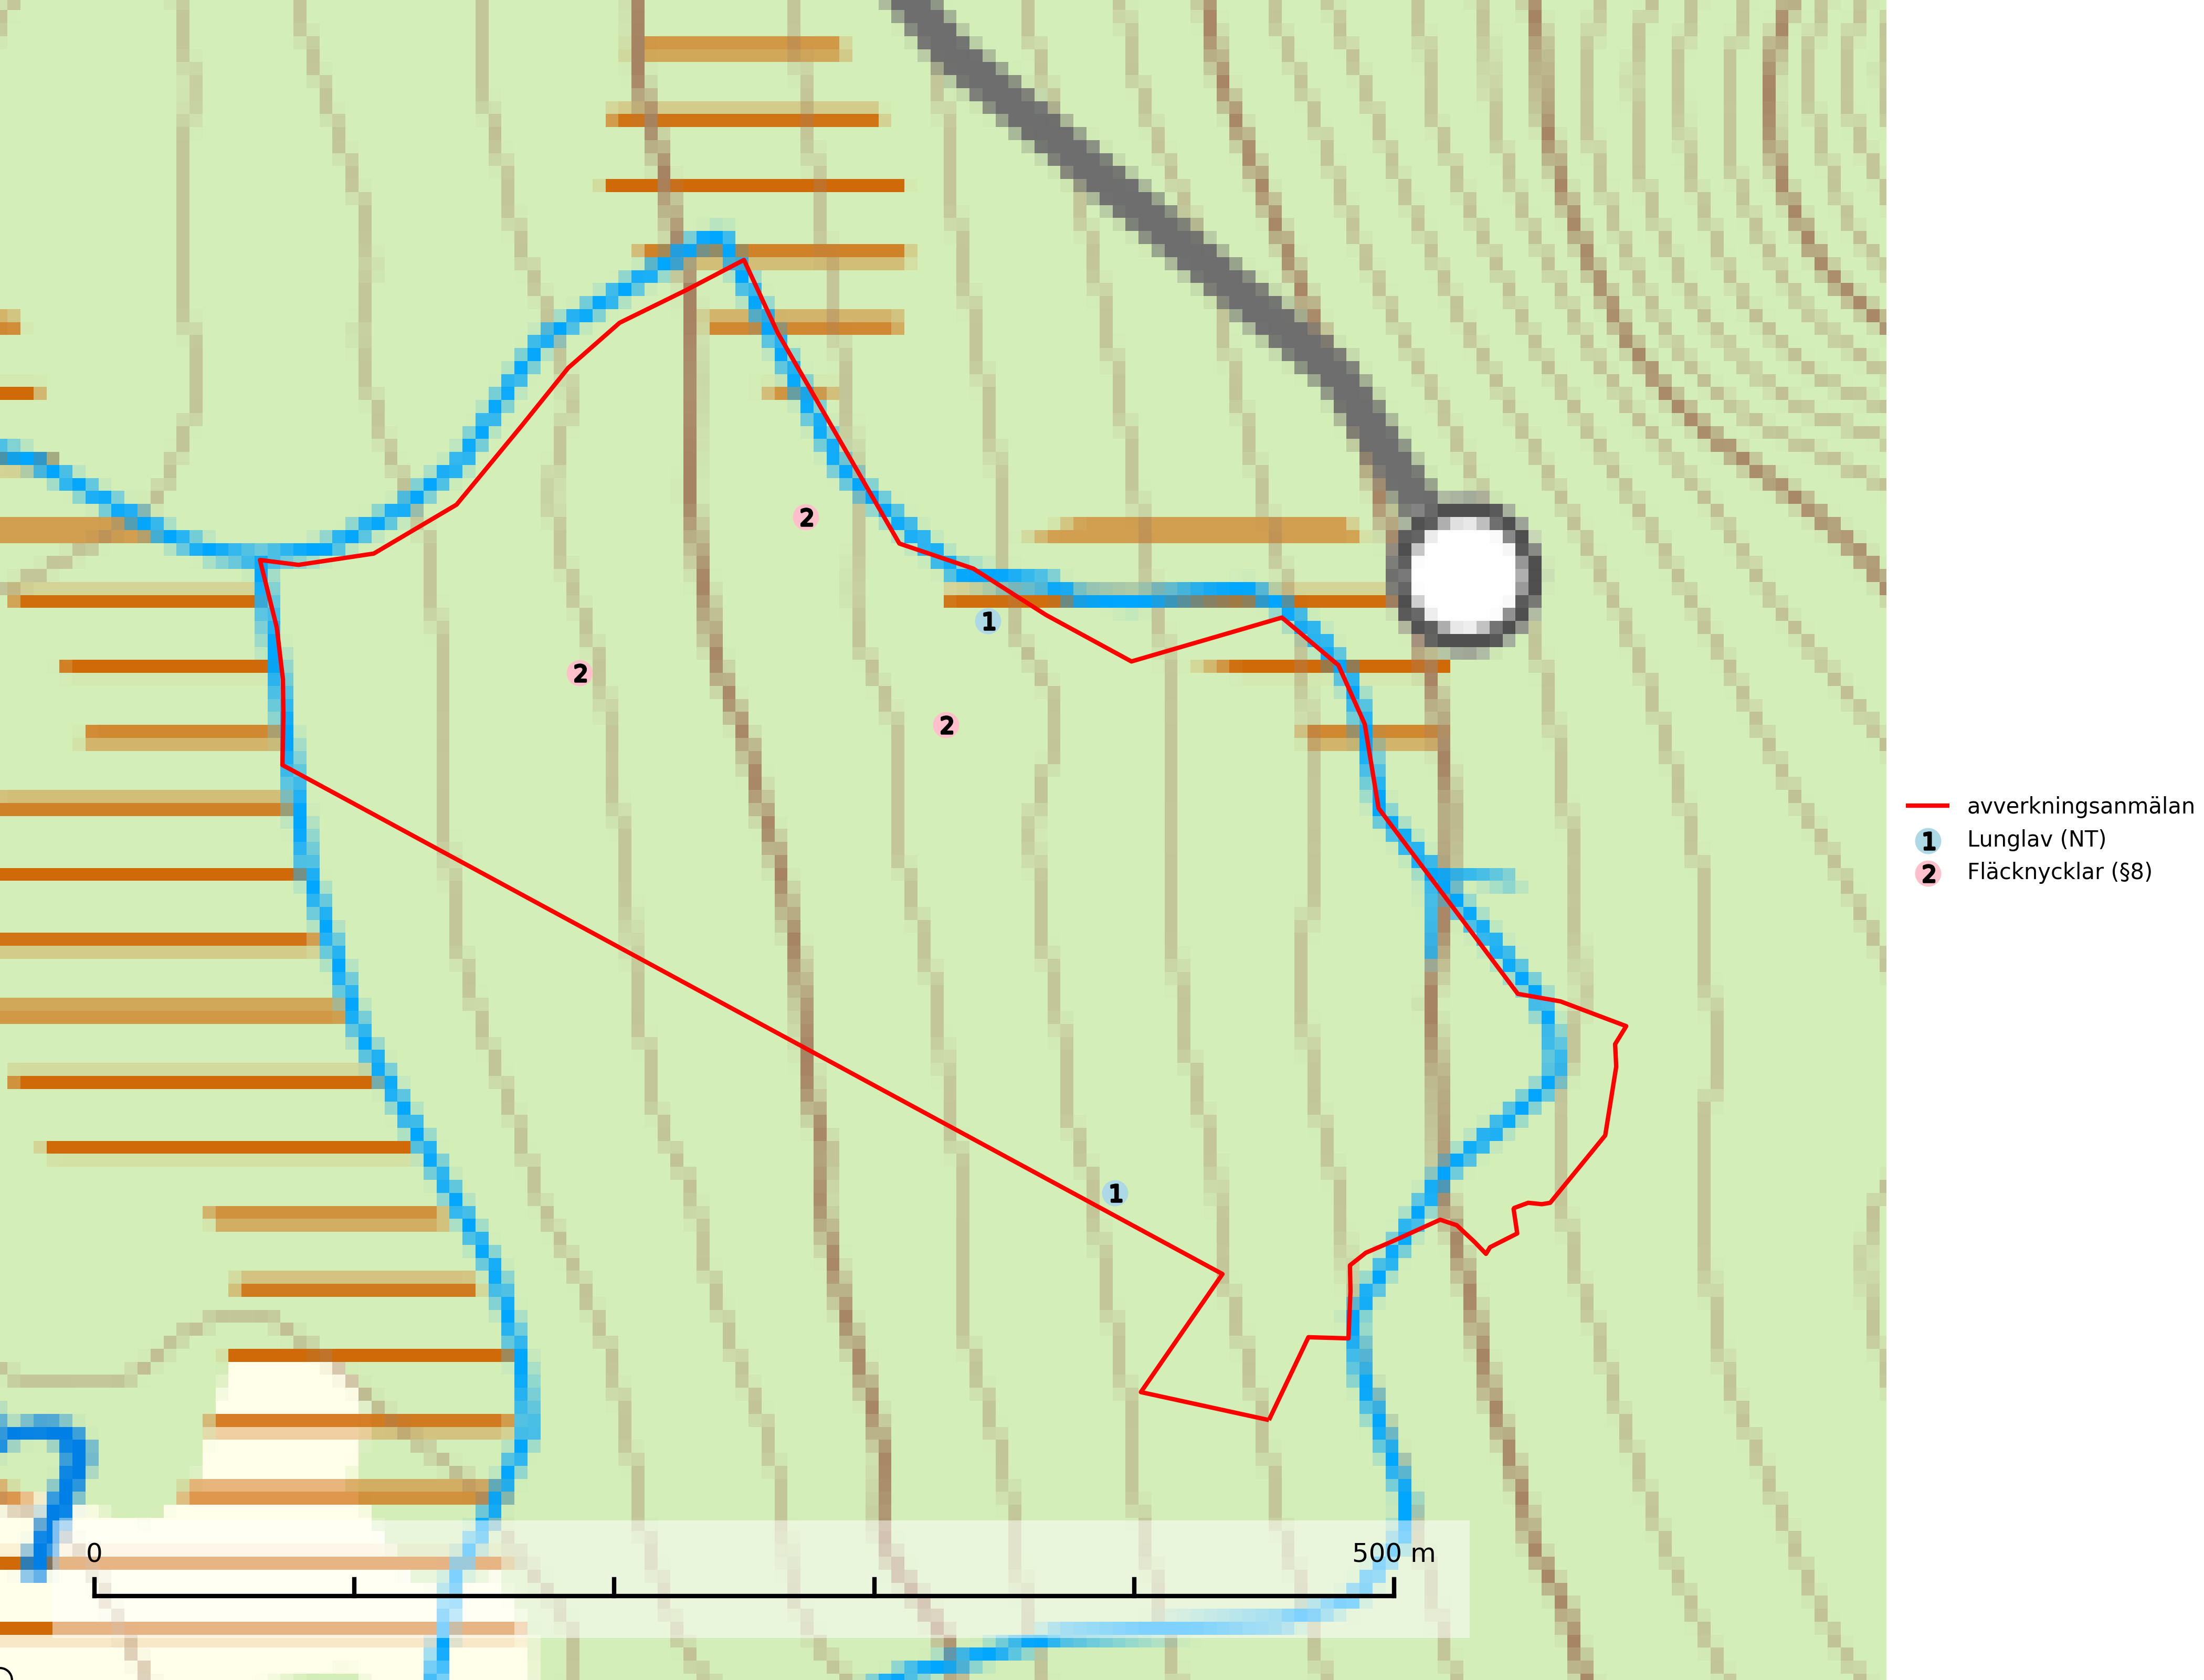 2
1
2
2
avverkningsanmälan
1 Lunglav (NT)
2 Fläcknycklar (§8)
1
0 500 m